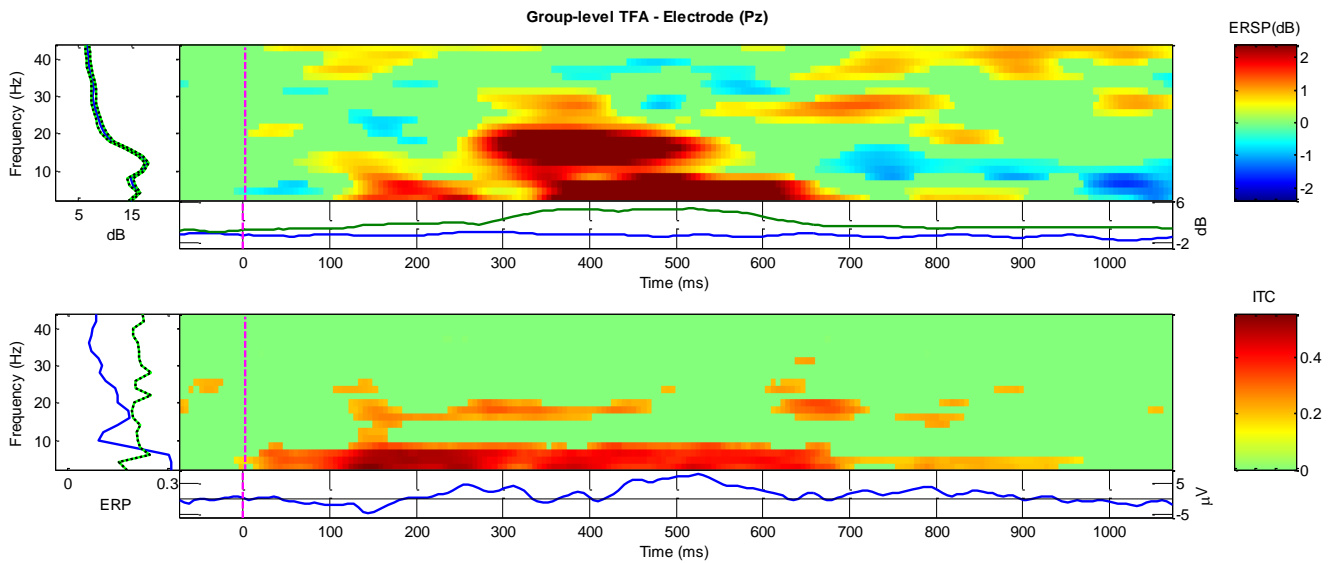 Group-level TFA - Electrode (Pz)
ERSP(dB)
Frequency (Hz)
40
30
20
10
5 15
dB
6
-2
dB
0 100 200 300 400 500 600 700 800 900 1000
Time (ms)
2
1
0
-1
-2
Frequency (Hz)
40
30
20
10
0 0.3
ERP
5
-5
µV
0 100 200 300 400 500 600 700 800 900 1000
Time (ms)
ITC
0.4
0.2
0